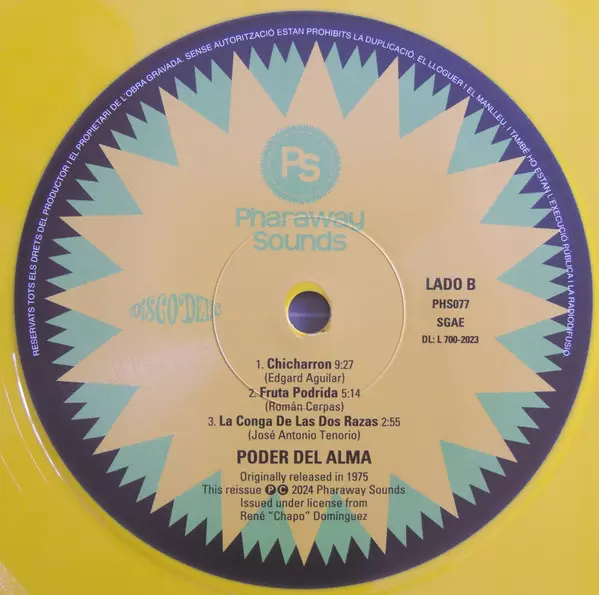 RESERVATS TOTS ELS DRETS DEL PRODUCTOR I EL PROPIETARI DE L'OBRA GRAVADA. SENSE AUTORITZACIÓ ESTAN PROHIBITS LA DUPLICACIÓ, EL LLOGUER I EL MANLLEU, I TAMBÉ HO ESTAN L'EXECUCIÓ PÚBLICA I LA RADIODIFUSIÓ
PS
Pharaway
Sounds
DISCODELIC
LADO B
PHS077
SGAE
DL: L 700-2023
1. Chicharron 9:27
(Edgard Aguilar)
2. Fruta Podrida 5:14
(Román Cerpas)
3. La Conga De Las Dos Razas 2:55
(José Antonio Tenorio)
PODER DEL ALMA
Originally released in 1975
This reissue Ⓟ Ⓒ 2024 Pharaway Sounds
Issued under license from
René "Chapo" Domínguez